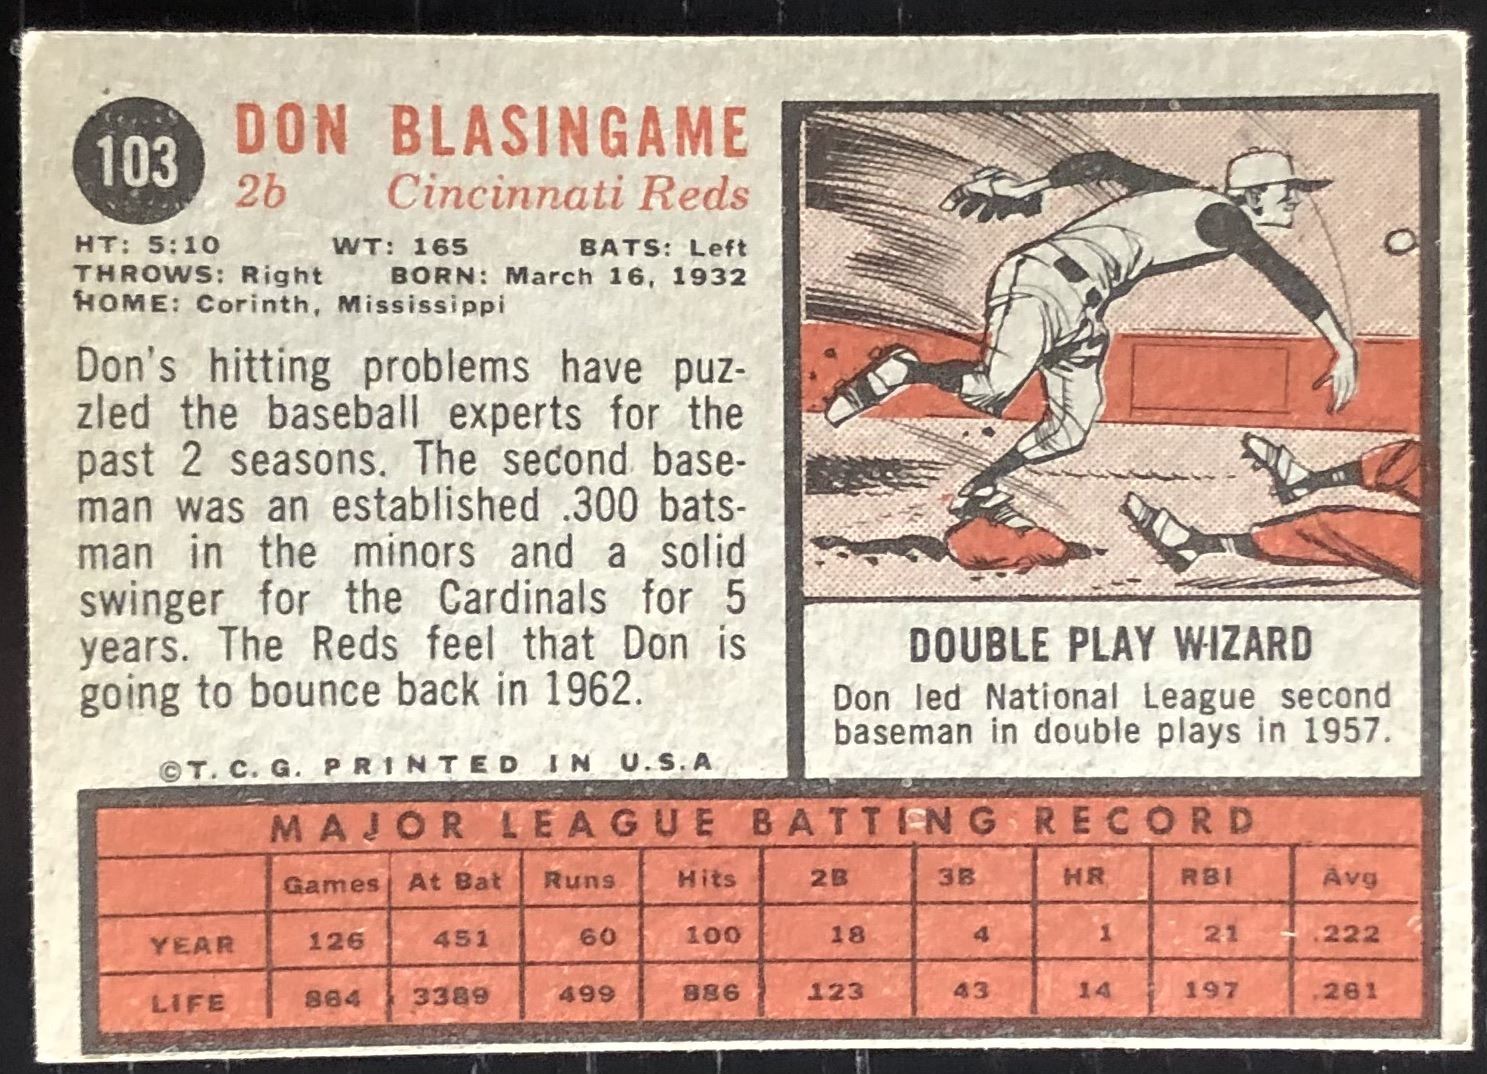 103
DON BLASINGAME
2b Cincinnati Reds
HT: 5:10 WT: 165 BATS: Left
THROWS: Right BORN: March 16, 1932
HOME: Corinth, Mississippi
Don's hitting problems have puz-
zled the baseball experts for the
past 2 seasons. The second base-
man was an established .300 bats-
man in the minors and a solid
swinger for the Cardinals for 5
years. The Reds feel that Don is
going to bounce back in 1962.
©T. C. G. PRINTED IN U.S.A
DOUBLE PLAY WIZARD
Don led National League second
baseman in double plays in 1957.
MAJOR LEAGUE BATTING RECORD
Games At Bat Runs Hits 2B 3B HR RBI Avg
YEAR 126 451 60 100 18 4 1 21 .222
LIFE 864 3389 499 886 123 43 14 197 .261